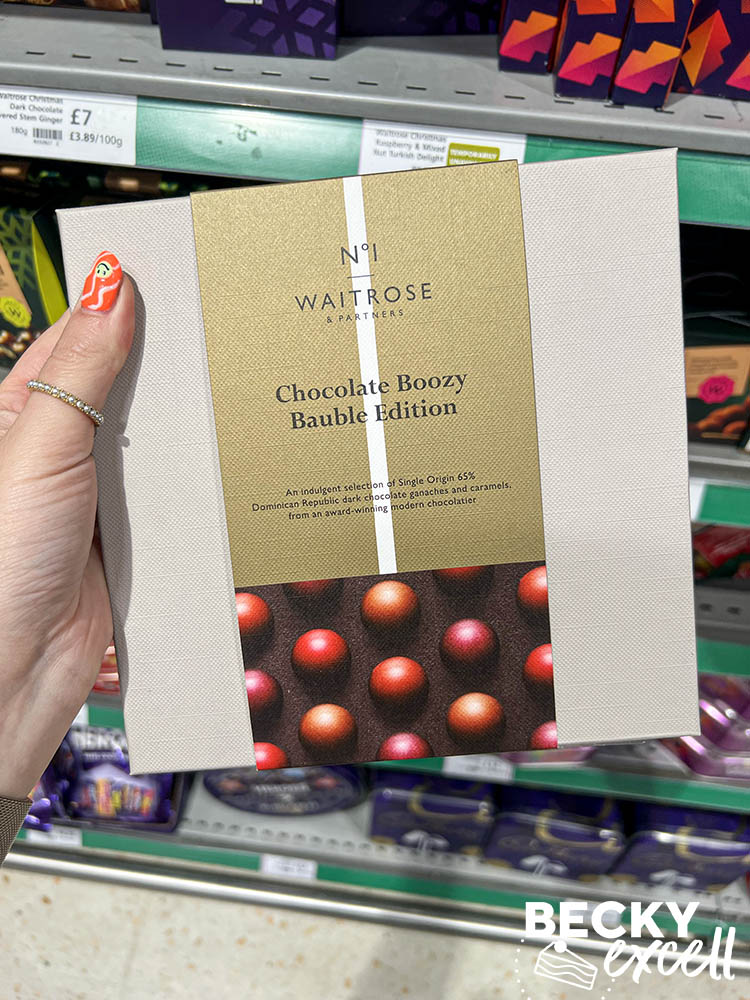 Waitrose Christmas
Dark Chocolate
Stem Ginger
£7
180g
£3.89/100g
Waitrose Christmas
Raspberry & Mixed
Nut Turkish Delight
TEMPORARILY
N°1
WAITROSE
& PARTNERS
Chocolate Boozy
Bauble Edition
An indulgent selection of Single Origin 65%
Dominican Republic dark chocolate ganaches and caramels,
from an award-winning modern chocolatier
BECKY
excell